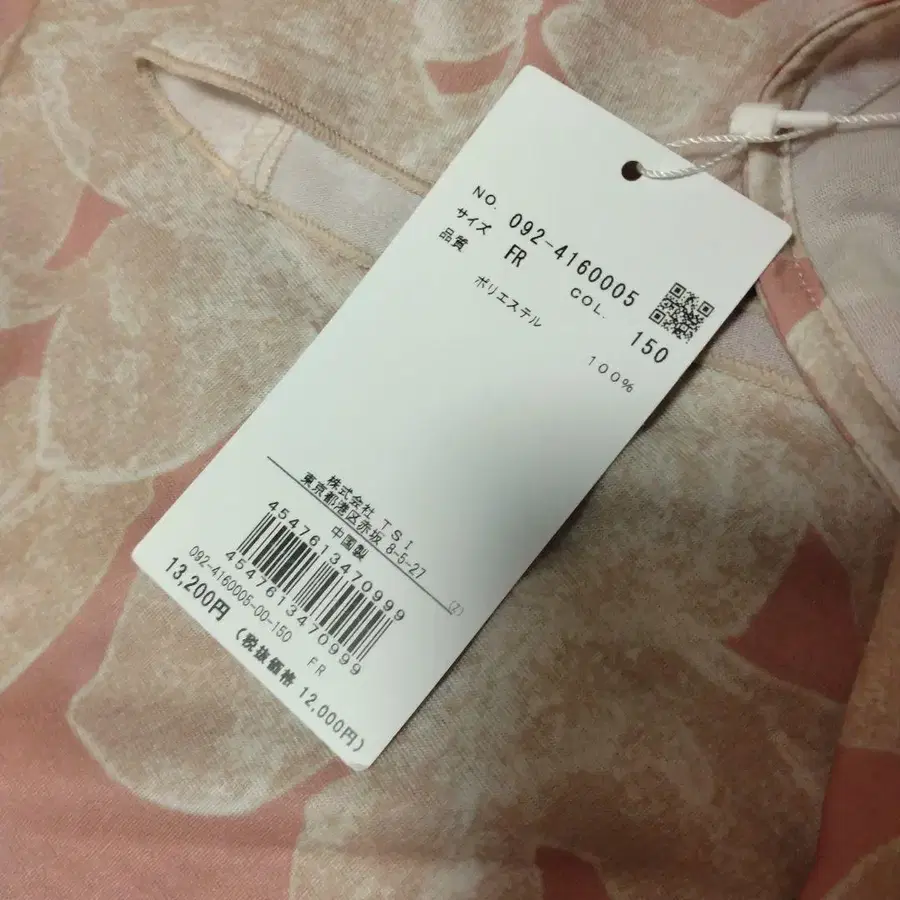 NO. 092-4160005
サイズ FR COL. 150
品質
ポリエステル 100%
株式会社 TSI
東京都港区赤坂 8-5-27
中国製
(Z)
4547613470999
4547613470999
092-4160005-00-150 FR
13,200円 (税抜価格 12,000円)